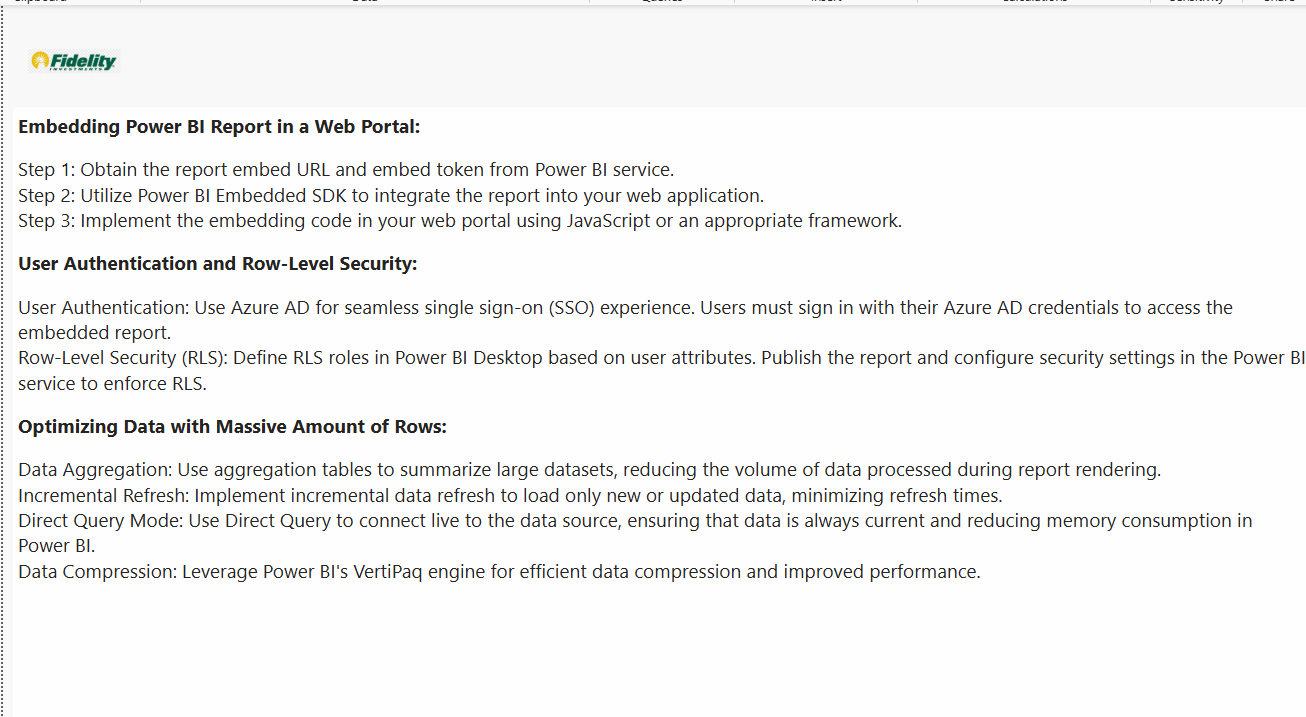 Fidelity
INVESTMENTS
Embedding Power BI Report in a Web Portal:
Step 1: Obtain the report embed URL and embed token from Power BI service.
Step 2: Utilize Power BI Embedded SDK to integrate the report into your web application.
Step 3: Implement the embedding code in your web portal using JavaScript or an appropriate framework.
User Authentication and Row-Level Security:
User Authentication: Use Azure AD for seamless single sign-on (SSO) experience. Users must sign in with their Azure AD credentials to access the
embedded report.
Row-Level Security (RLS): Define RLS roles in Power BI Desktop based on user attributes. Publish the report and configure security settings in the Power BI
service to enforce RLS.
Optimizing Data with Massive Amount of Rows:
Data Aggregation: Use aggregation tables to summarize large datasets, reducing the volume of data processed during report rendering.
Incremental Refresh: Implement incremental data refresh to load only new or updated data, minimizing refresh times.
Direct Query Mode: Use Direct Query to connect live to the data source, ensuring that data is always current and reducing memory consumption in
Power BI.
Data Compression: Leverage Power BI's VertiPaq engine for efficient data compression and improved performance.